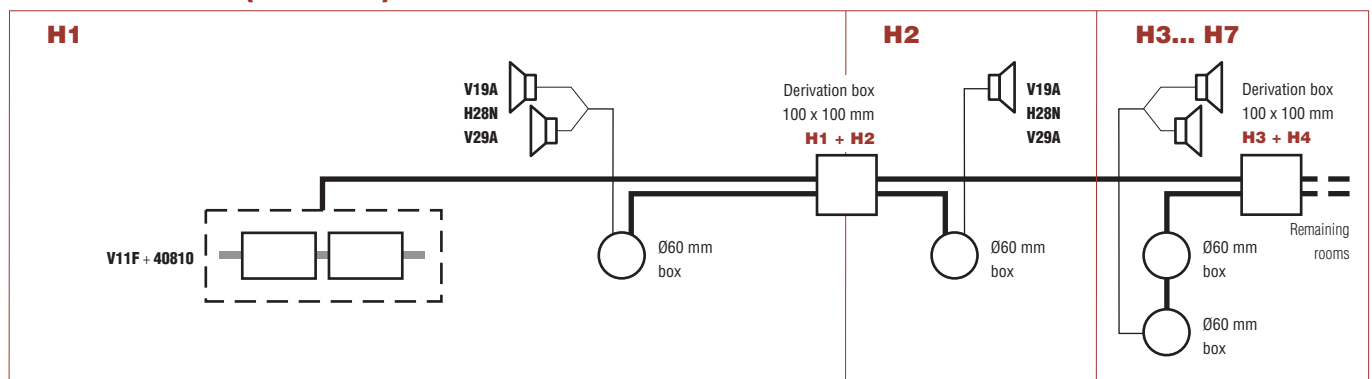 H1
H2
H3... H7
V19A
H28N
V29A
Derivation box
100 x 100 mm
H1 + H2
V19A
H28N
V29A
Derivation box
100 x 100 mm
H3 + H4
V11F + 40810
Ø60 mm
box
Ø60 mm
box
Ø60 mm
box
Remaining
rooms
Ø60 mm
box